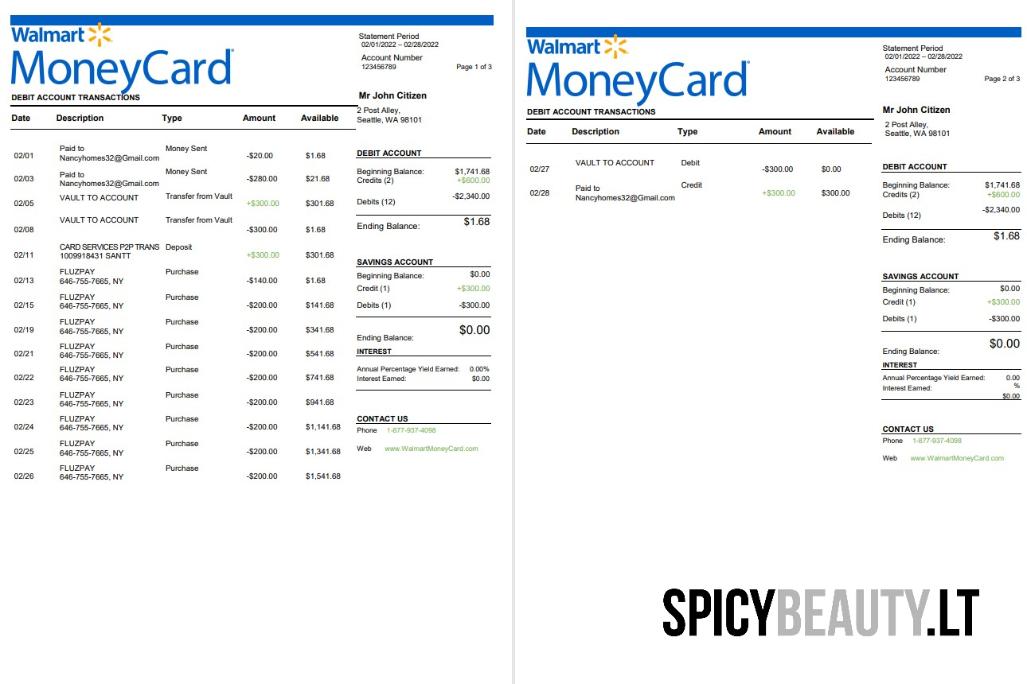 Walmart
MoneyCard
Statement Period
02/01/2022 – 02/28/2022
Account Number
123456789 Page 1 of 3
DEBIT ACCOUNT TRANSACTIONS
Date Description Type Amount Available
02/01 Paid to Nancyhomes32@Gmail.com Money Sent -$20.00 $1.68
02/03 Paid to Nancyhomes32@Gmail.com Money Sent -$280.00 $21.68
02/05 VAULT TO ACCOUNT Transfer from Vault +$300.00 $301.68
02/08 VAULT TO ACCOUNT Transfer from Vault -$300.00 $1.68
02/11 CARD SERVICES P2P TRANS 1009918431 SANTT Deposit +$300.00 $301.68
02/13 FLUZPAY 646-755-7665, NY Purchase -$140.00 $1.68
02/15 FLUZPAY 646-755-7665, NY Purchase -$200.00 $141.68
02/19 FLUZPAY 646-755-7665, NY Purchase -$200.00 $341.68
02/21 FLUZPAY 646-755-7665, NY Purchase -$200.00 $541.68
02/22 FLUZPAY 646-755-7665, NY Purchase -$200.00 $741.68
02/23 FLUZPAY 646-755-7665, NY Purchase -$200.00 $941.68
02/24 FLUZPAY 646-755-7665, NY Purchase -$200.00 $1,141.68
02/25 FLUZPAY 646-755-7665, NY Purchase -$200.00 $1,341.68
02/26 FLUZPAY 646-755-7665, NY Purchase -$200.00 $1,541.68
Mr John Citizen
2 Post Alley,
Seattle, WA 98101
DEBIT ACCOUNT
Beginning Balance: $1,741.68
Credits (2) +$600.00
Debits (12) -$2,340.00
Ending Balance: $1.68
SAVINGS ACCOUNT
Beginning Balance: $0.00
Credit (1) +$300.00
Debits (1) -$300.00
Ending Balance: $0.00
INTEREST
Annual Percentage Yield Earned: 0.00%
Interest Earned: $0.00
CONTACT US
Phone 1-877-937-4098
Web www.WalmartMoneyCard.com
Walmart
MoneyCard
Statement Period
02/01/2022 – 02/28/2022
Account Number
123456789 Page 2 of 3
DEBIT ACCOUNT TRANSACTIONS
Date Description Type Amount Available
02/27 VAULT TO ACCOUNT Debit -$300.00 $0.00
02/28 Paid to Nancyhomes32@Gmail.com Credit +$300.00 $300.00
Mr John Citizen
2 Post Alley,
Seattle, WA 98101
DEBIT ACCOUNT
Beginning Balance: $1,741.68
Credits (2) +$600.00
Debits (12) -$2,340.00
Ending Balance: $1.68
SAVINGS ACCOUNT
Beginning Balance: $0.00
Credit (1) +$300.00
Debits (1) -$300.00
Ending Balance: $0.00
INTEREST
Annual Percentage Yield Earned: 0.00
%
Interest Earned: $0.00
CONTACT US
Phone 1-877-937-4098
Web www.WalmartMoneyCard.com
SPICYBEAUTY.LT